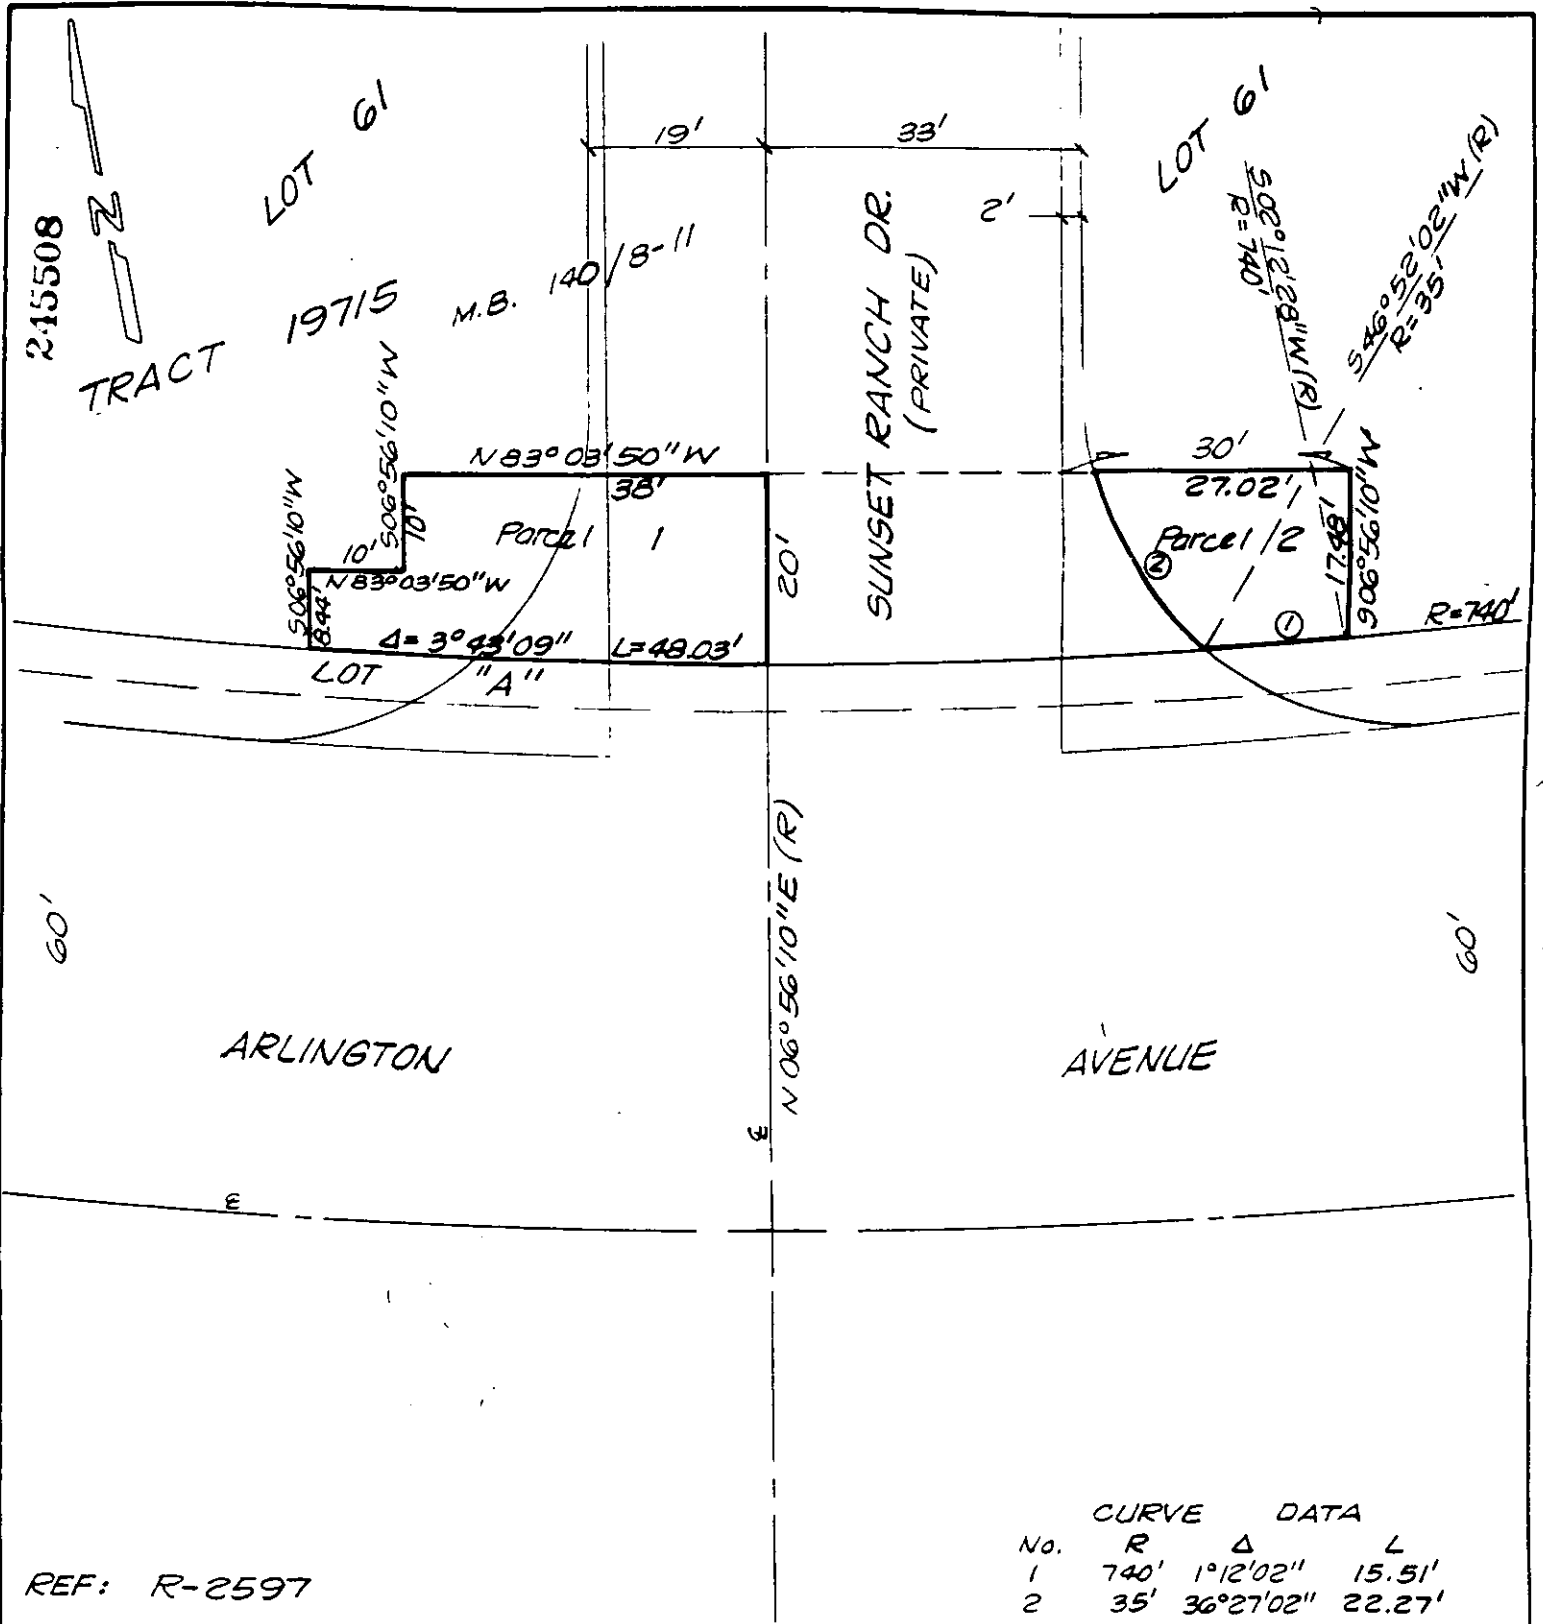 245508
N
LOT 61
TRACT 19715 M.B. 140/8-11
19'
33'
2'
SUNSET RANCH DR.
(PRIVATE)
LOT 61
S02°12'28"W(R)
R=740'
S46°52'02"W(R)
R=35'
S06°56'10"W
N83°03'50"W
38'
10'
Parcel 1
20'
S06°56'10"W
8.44'
10'
N83°03'50"W
Δ=3°43'09" L=48.03'
LOT "A"
30'
27.02'
Parcel 2
17.98'
S06°56'10"W
2
1
R=740'
60'
N06°56'10"E (R)
60'
ARLINGTON AVENUE
REF: R-2597
CURVE DATA
No. R Δ L
1 740' 1°12'02" 15.51'
2 35' 36°27'02" 22.27'